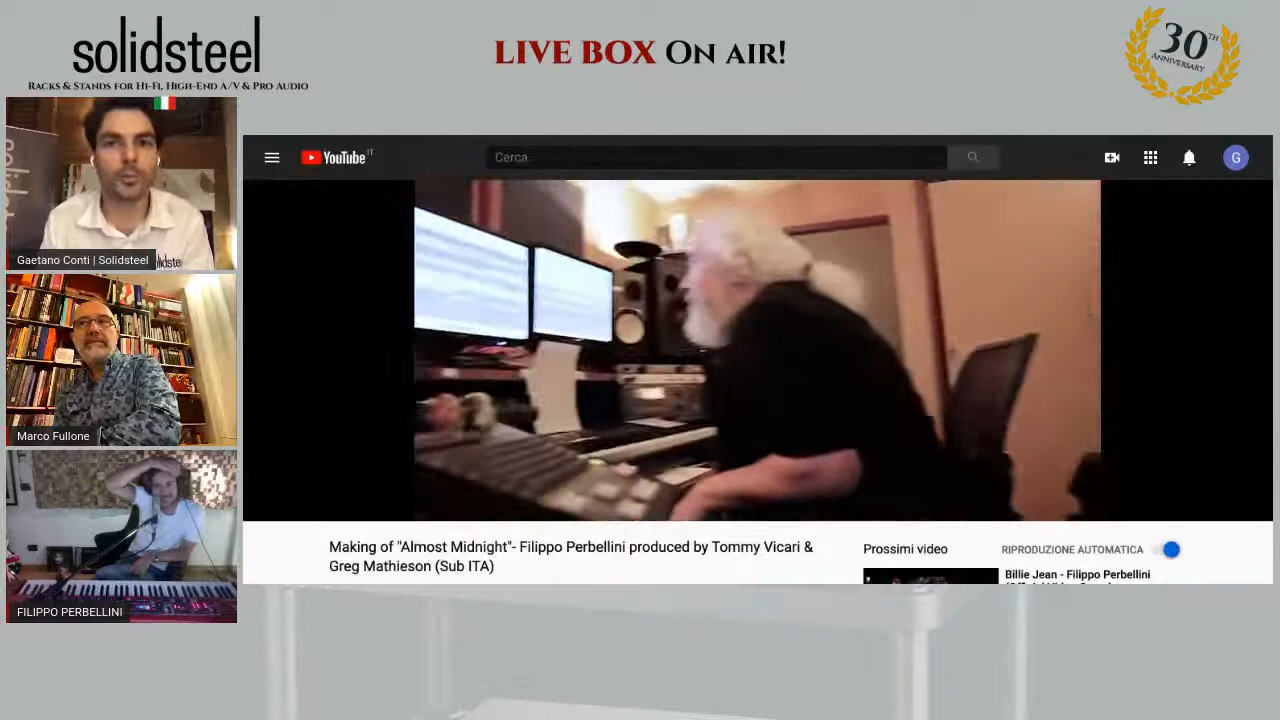 solidsteel
RACKS & STANDS FOR HI-FI, HIGH-END A/V & PRO AUDIO
LIVE BOX ON AIR!
30TH
ANNIVERSARY
Gaetano Conti | Solidsteel
Marco Fullone
FILIPPO PERBELLINI
YouTube IT
Cerca
G
Making of "Almost Midnight"- Filippo Perbellini produced by Tommy Vicari &
Greg Mathieson (Sub ITA)
Prossimi video
RIPRODUZIONE AUTOMATICA
Billie Jean - Filippo Perbellini